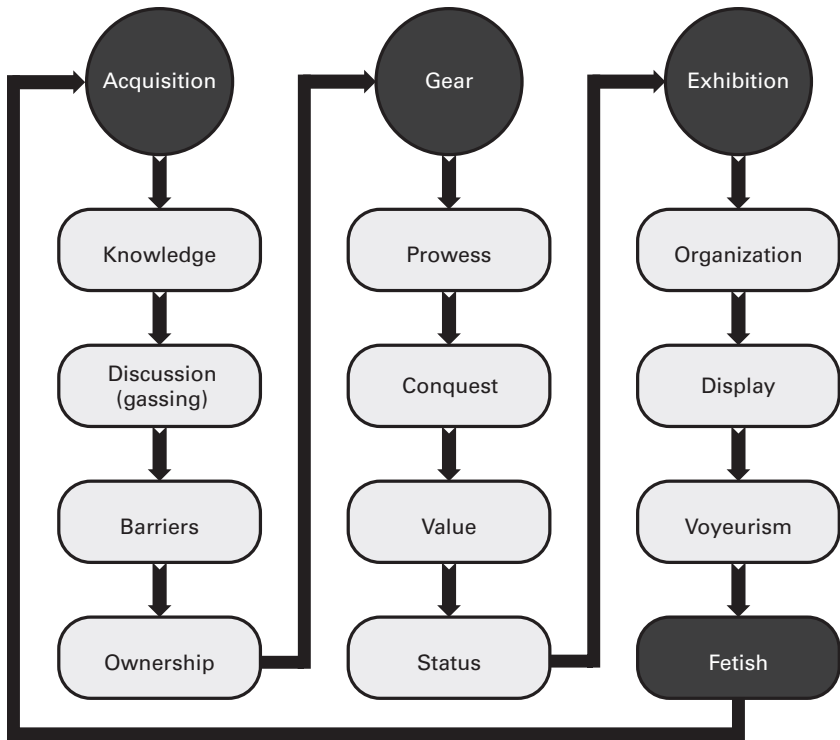 Acquisition
Knowledge
Discussion
(gassing)
Barriers
Ownership
Gear
Prowess
Conquest
Value
Status
Exhibition
Organization
Display
Voyeurism
Fetish